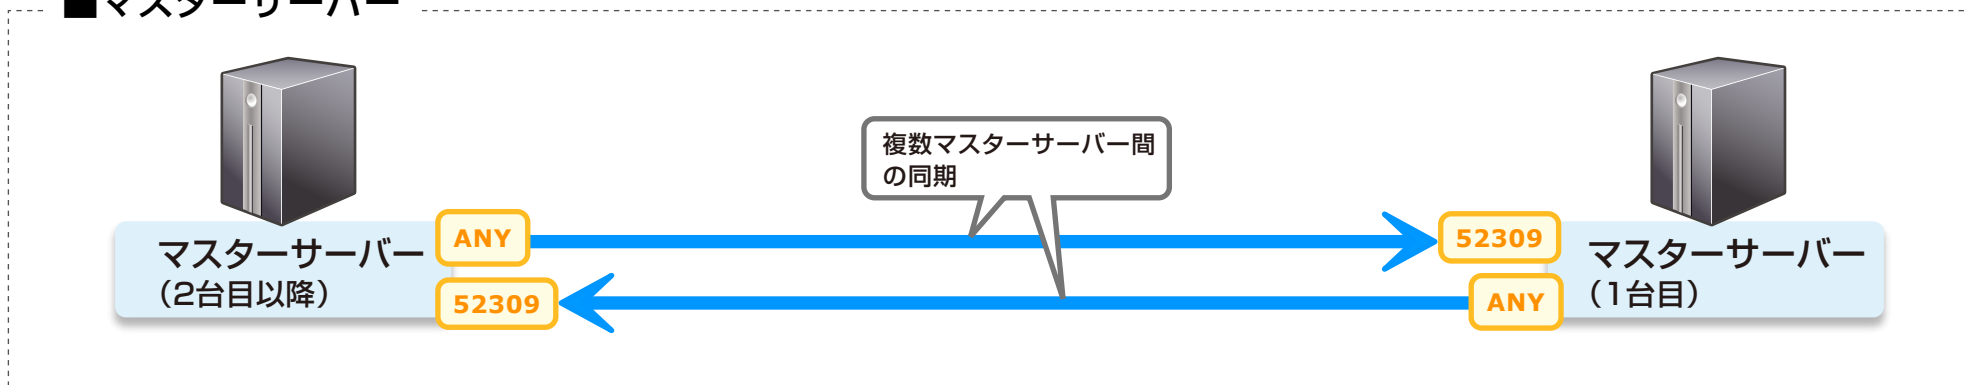 ■マスターサーバー
複数マスターサーバー間
の同期
ANY
52309
マスターサーバー
（2台目以降）
マスターサーバー
（1台目）
52309
ANY